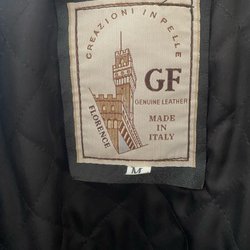 CREAZIONI IN PELLE
GF
GENUINE LEATHER
MADE
IN
ITALY
FLORENCE
M